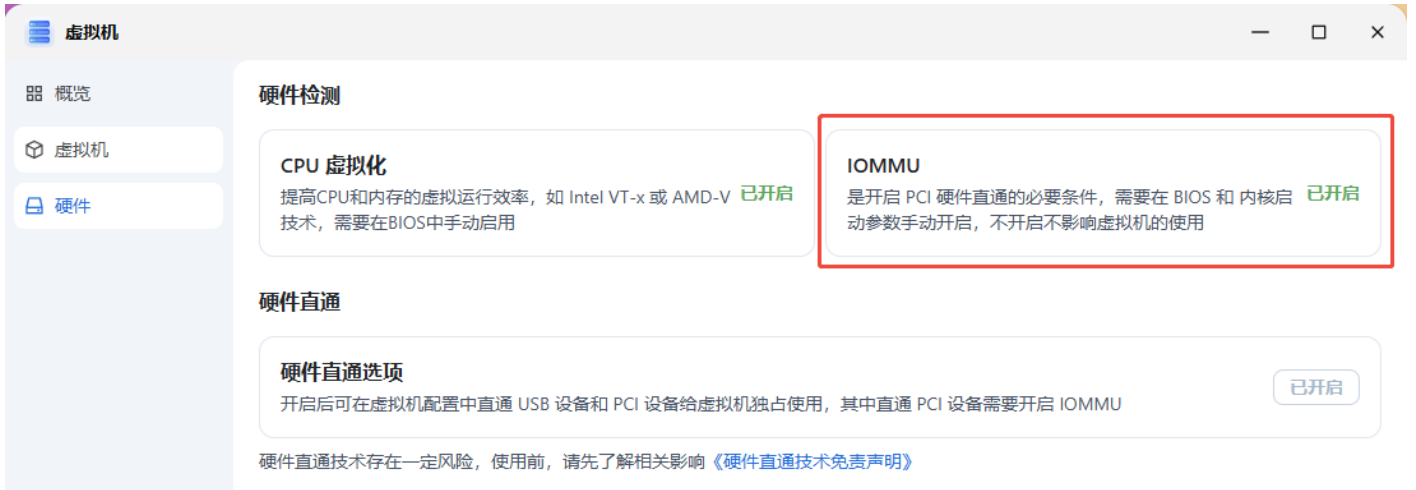 虚拟机
概览
虚拟机
硬件
硬件检测
CPU 虚拟化
提高CPU和内存的虚拟运行效率，如 Intel VT-x 或 AMD-V
技术，需要在BIOS中手动启用
已开启
IOMMU
是开启 PCI 硬件直通的必要条件，需要在 BIOS 和 内核启
动参数手动开启，不开启不影响虚拟机的使用
已开启
硬件直通
硬件直通选项
开启后可在虚拟机配置中直通 USB 设备和 PCI 设备给虚拟机独占使用，其中直通 PCI 设备需要开启 IOMMU
已开启
硬件直通技术存在一定风险，使用前，请先了解相关影响《硬件直通技术免责声明》